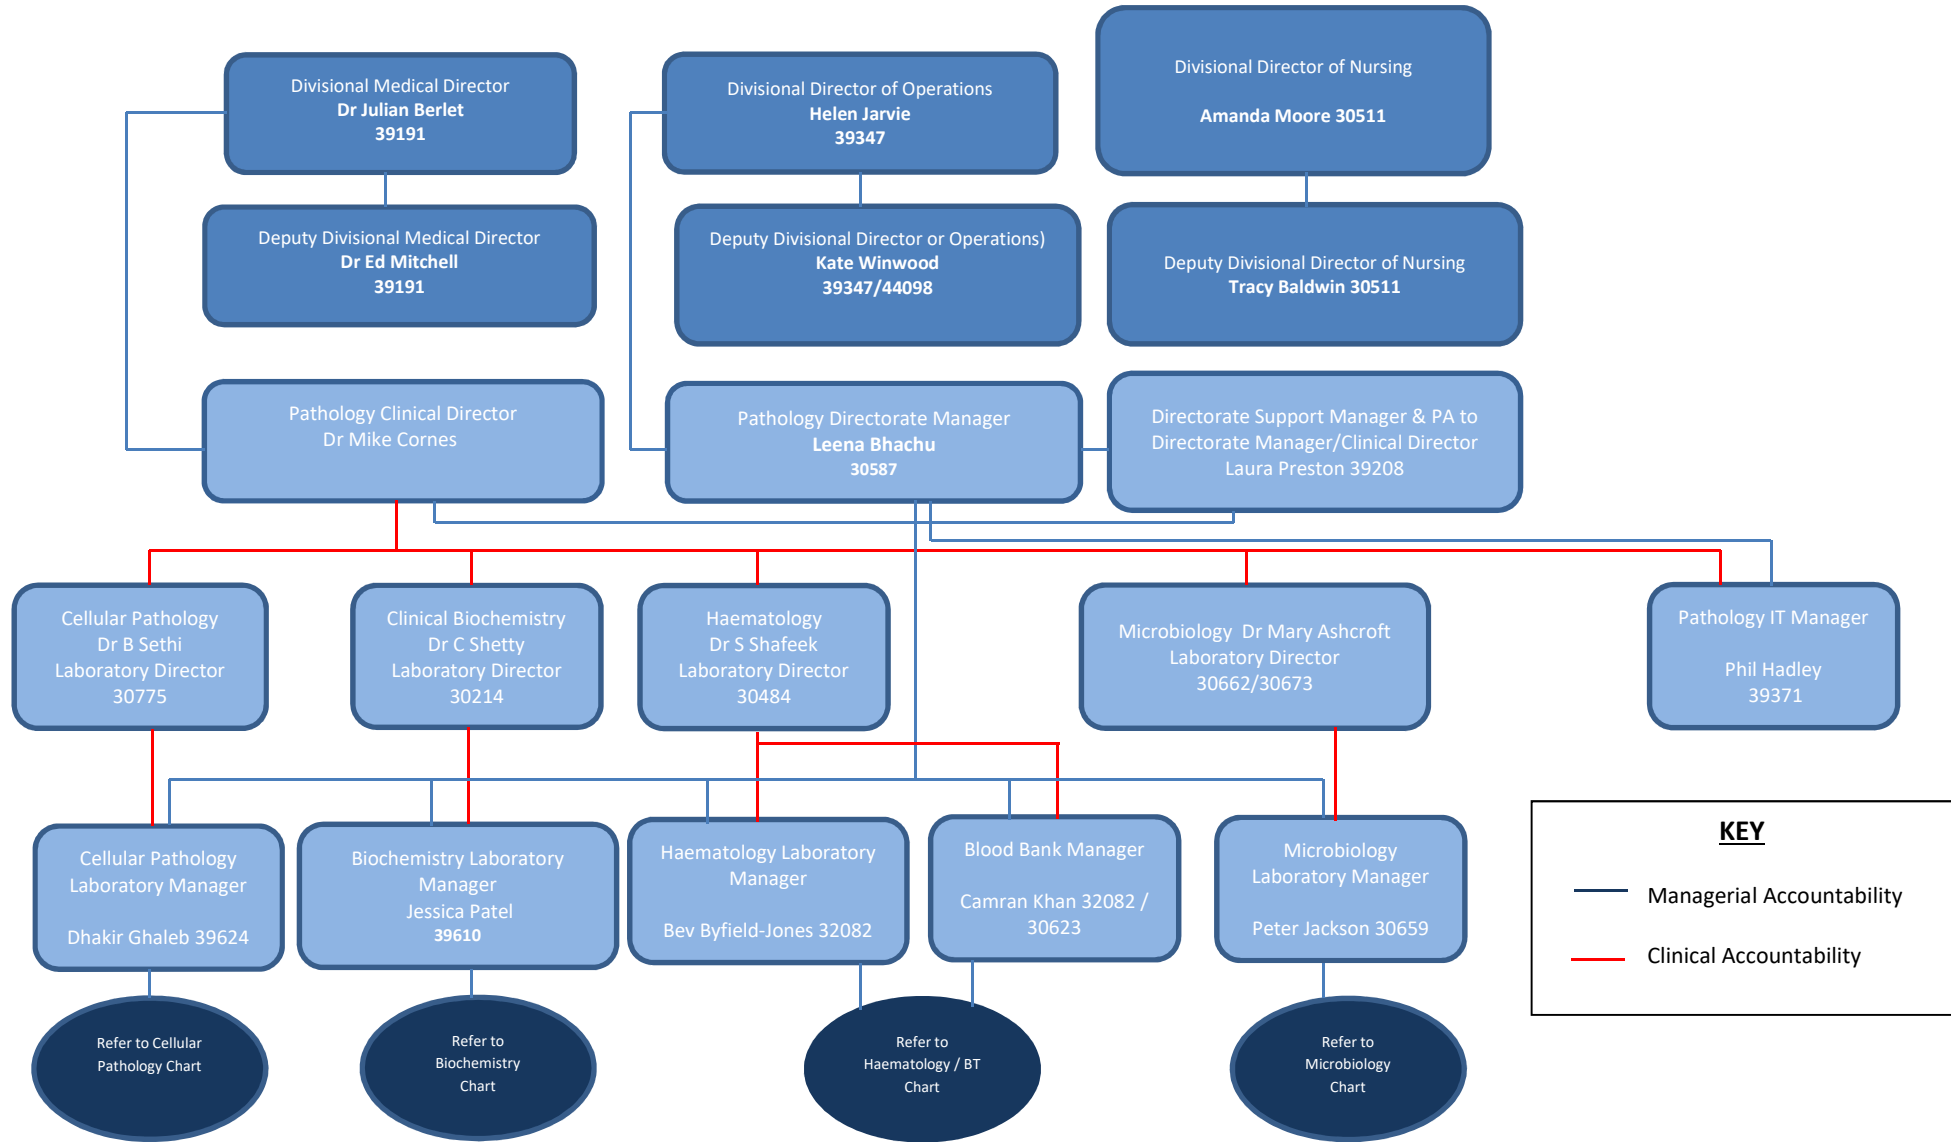 Divisional Medical Director
Dr Julian Berlet
39191
Divisional Director of Operations
Helen Jarvie
39347
Divisional Director of Nursing
Amanda Moore 30511
Deputy Divisional Medical Director
Dr Ed Mitchell
39191
Deputy Divisional Director or Operations)
Kate Winwood
39347/44098
Deputy Divisional Director of Nursing
Tracy Baldwin 30511
Pathology Clinical Director
Dr Mike Cornes
Pathology Directorate Manager
Leena Bhachu
30587
Directorate Support Manager & PA to
Directorate Manager/Clinical Director
Laura Preston 39208
Cellular Pathology
Dr B Sethi
Laboratory Director
30775
Clinical Biochemistry
Dr C Shetty
Laboratory Director
30214
Haematology
Dr S Shafeek
Laboratory Director
30484
Microbiology  Dr Mary Ashcroft
Laboratory Director
30662/30673
Pathology IT Manager
Phil Hadley
39371
Cellular Pathology
Laboratory Manager
Dhakir Ghaleb 39624
Biochemistry Laboratory
Manager
Jessica Patel
39610
Haematology Laboratory
Manager
Bev Byfield-Jones 32082
Blood Bank Manager
Camran Khan 32082 /
30623
Microbiology
Laboratory Manager
Peter Jackson 30659
KEY
Managerial Accountability
Clinical Accountability
Refer to Cellular
Pathology Chart
Refer to
Biochemistry
Chart
Refer to
Haematology / BT
Chart
Refer to
Microbiology
Chart